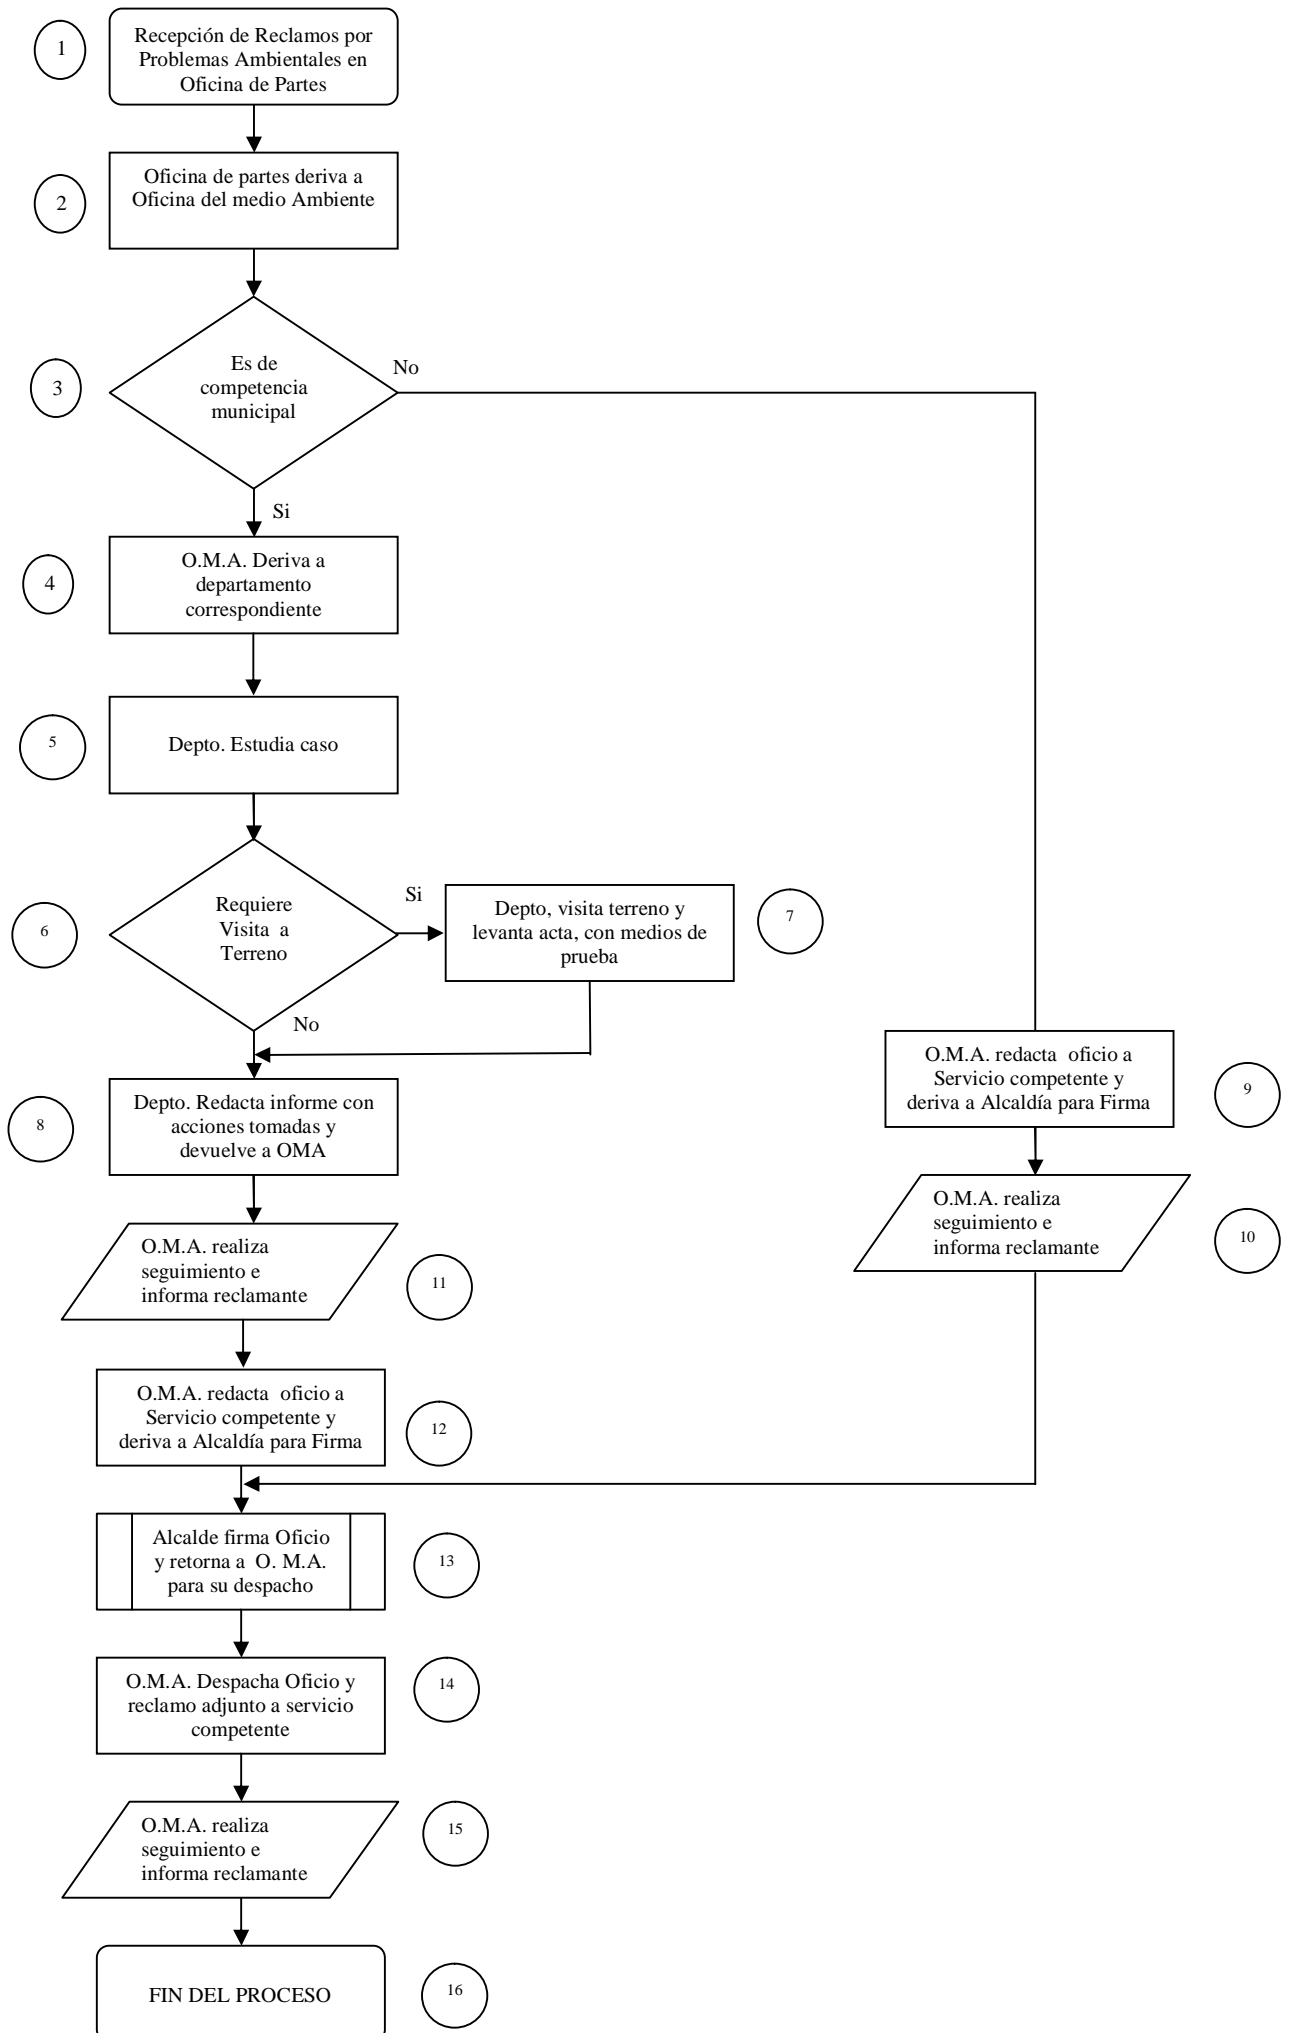 1
Recepción de Reclamos por
Problemas Ambientales en
Oficina de Partes
2
Oficina de partes deriva a
Oficina del medio Ambiente
3
Es de
competencia
municipal
No
Si
4
O.M.A. Deriva a
departamento
correspondiente
5
Depto. Estudia caso
6
Requiere
Visita a
Terreno
Si
Depto, visita terreno y
levanta acta, con medios de
prueba
7
No
8
Depto. Redacta informe con
acciones tomadas y
devuelve a OMA
O.M.A. redacta oficio a
Servicio competente y
deriva a Alcaldía para Firma
9
O.M.A. realiza
seguimiento e
informa reclamante
10
O.M.A. realiza
seguimiento e
informa reclamante
11
O.M.A. redacta oficio a
Servicio competente y
deriva a Alcaldía para Firma
12
Alcalde firma Oficio
y retorna a O. M.A.
para su despacho
13
O.M.A. Despacha Oficio y
reclamo adjunto a servicio
competente
14
O.M.A. realiza
seguimiento e
informa reclamante
15
FIN DEL PROCESO
16